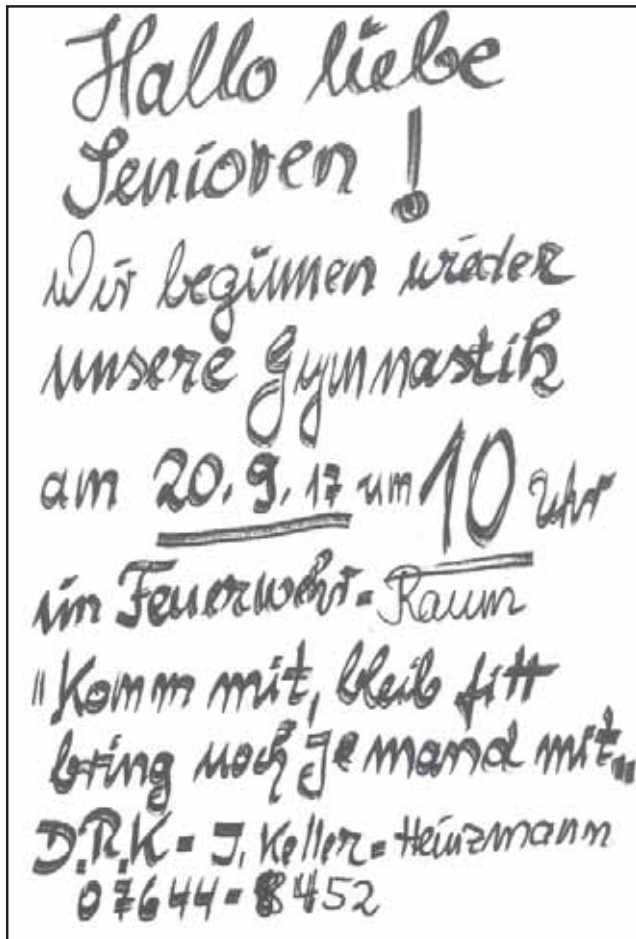 Hallo liebe
Senioren!
Wir beginnen wieder
unsere Gymnastik
am 20.9.17 um 10 Uhr
im Feuerwehr=Raum
"Komm mit, bleib fitt
bring noch Jemand mit„
D.R.K= J. Keller=Heinzmann
07644=8452